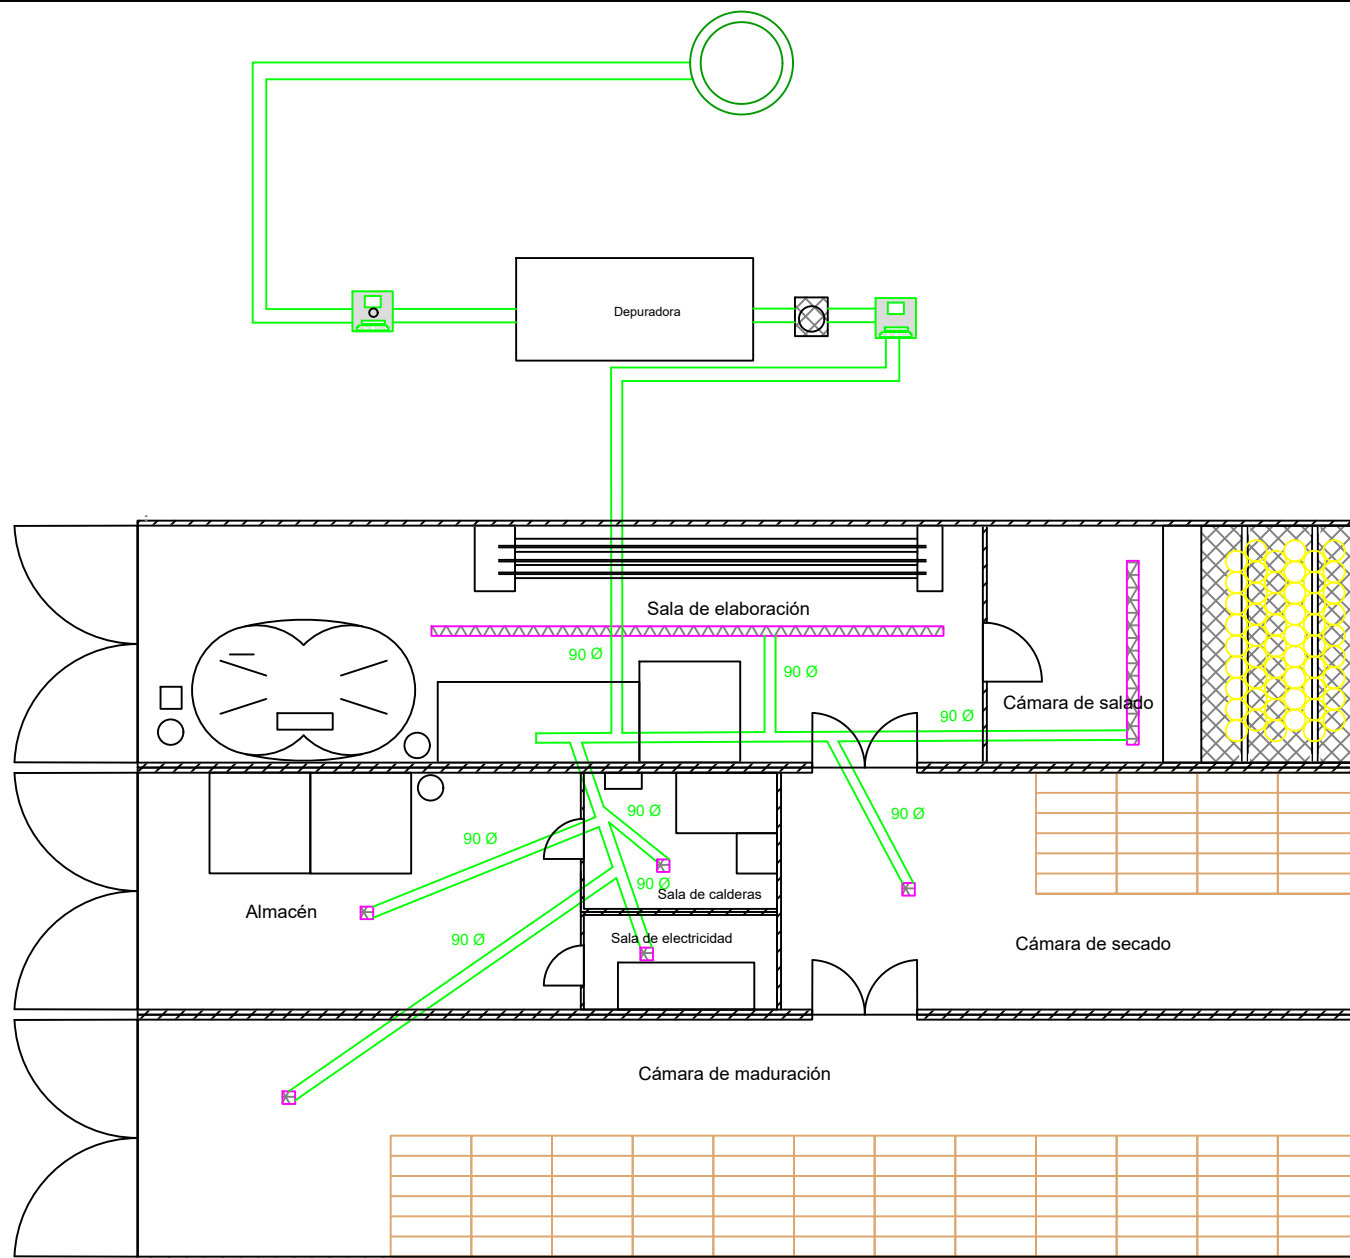 Depuradora
Sala de elaboración
90 Ø
90 Ø
Cámara de salado
90 Ø
90 Ø
90 Ø
90 Ø
90 Ø
Sala de calderas
Almacén
90 Ø
Sala de electricidad
Cámara de secado
Cámara de maduración